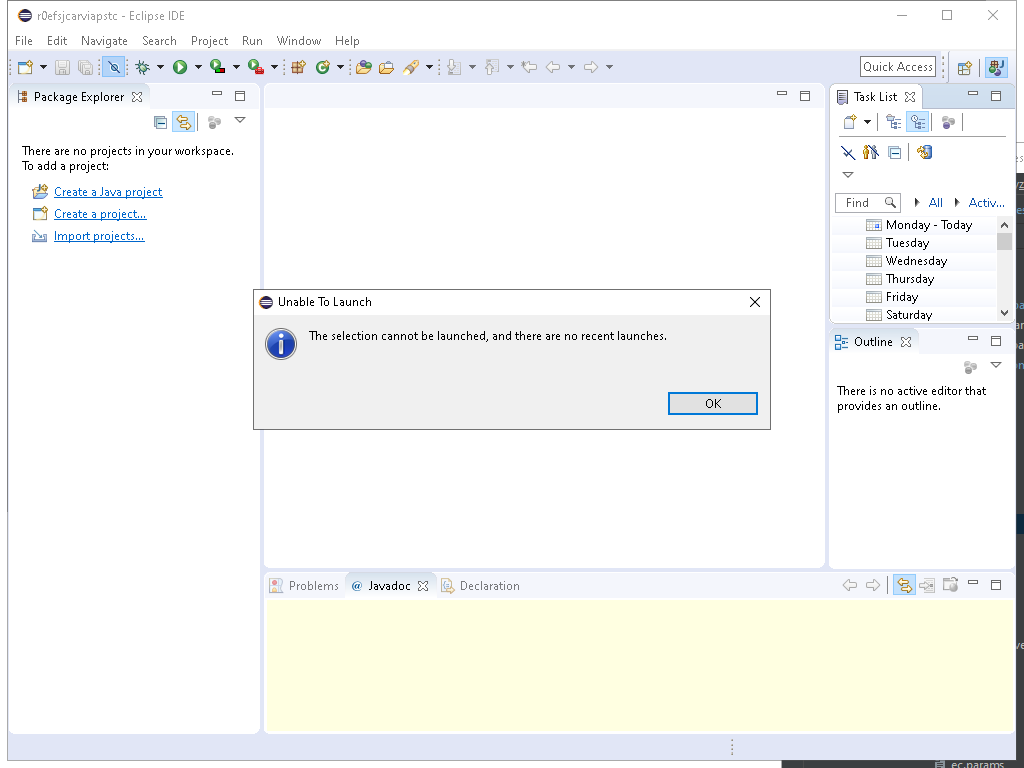 r0efsjcarviapstc - Eclipse IDE
File Edit Navigate Search Project Run Window Help
Quick Access
Package Explorer
There are no projects in your workspace.
To add a project:
Create a Java project
Create a project...
Import projects...
Unable To Launch
The selection cannot be launched, and there are no recent launches.
OK
Task List
Find
All
Activ...
Monday - Today
Tuesday
Wednesday
Thursday
Friday
Saturday
Outline
There is no active editor that
provides an outline.
Problems @ Javadoc Declaration
ec.params